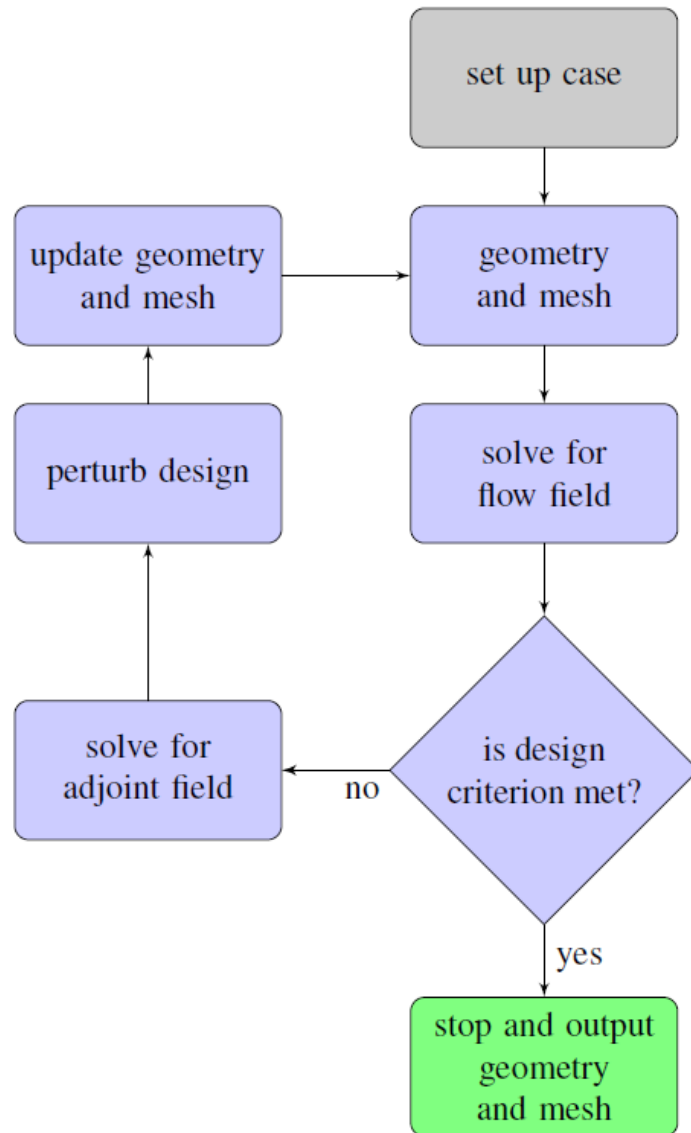 set up case
update geometry
and mesh
geometry
and mesh
perturb design
solve for
flow field
solve for
adjoint field
no
is design
criterion met?
yes
stop and output
geometry
and mesh